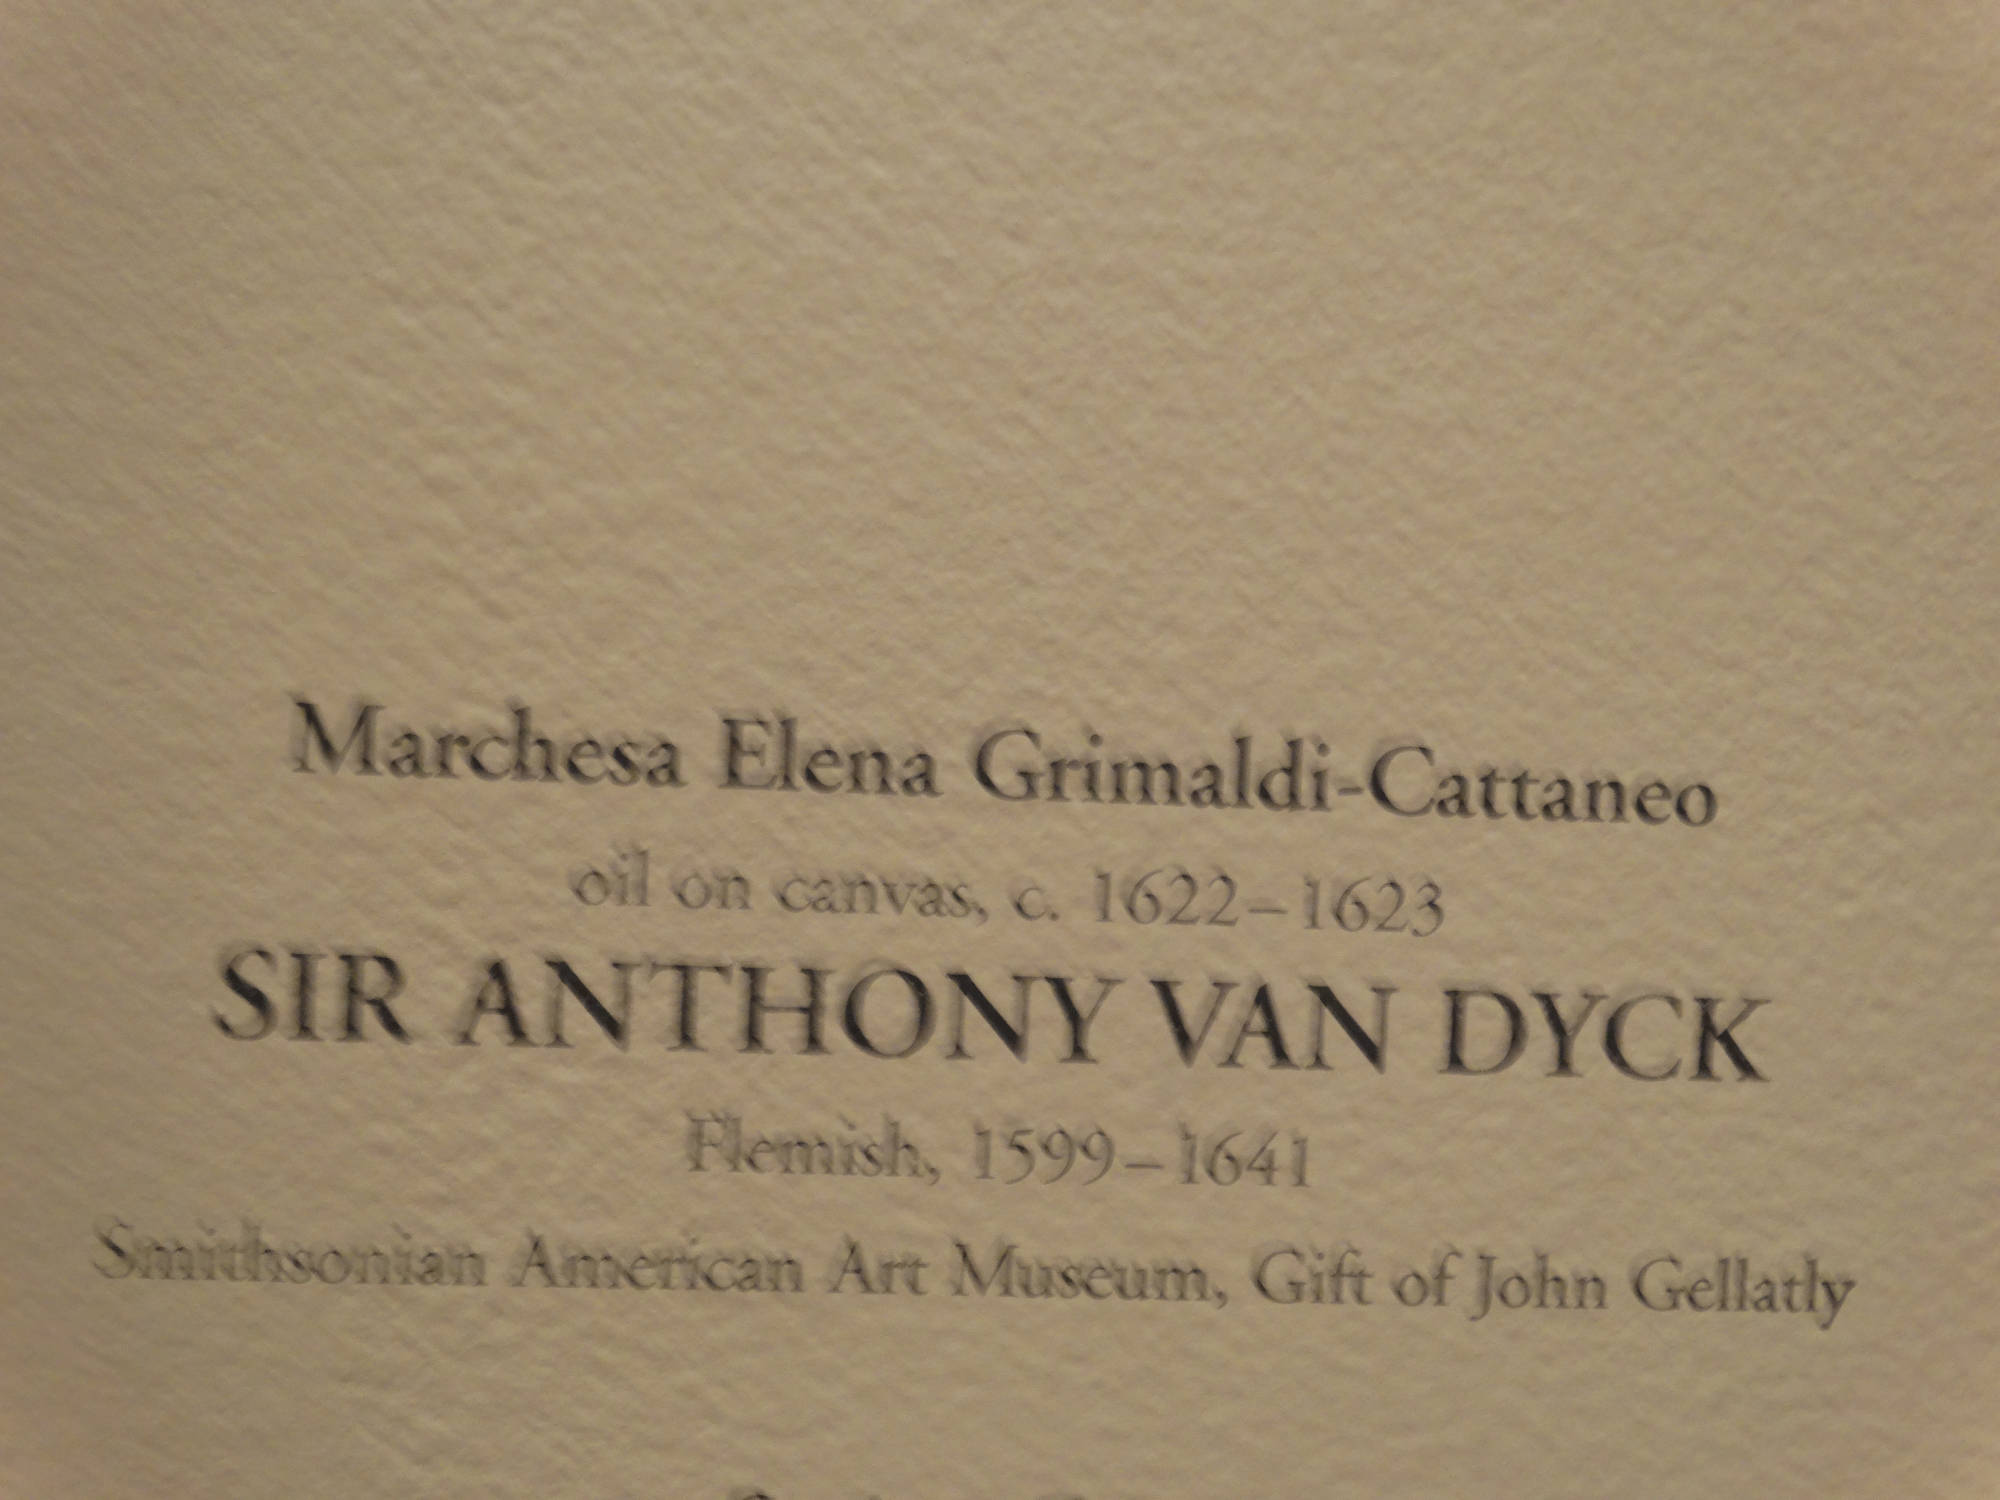 Marchesa Elena Grimaldi-Cattaneo
oil on canvas, c. 1622–1623
SIR ANTHONY VAN DYCK
Flemish, 1599–1641
Smithsonian American Art Museum, Gift of John Gellatly